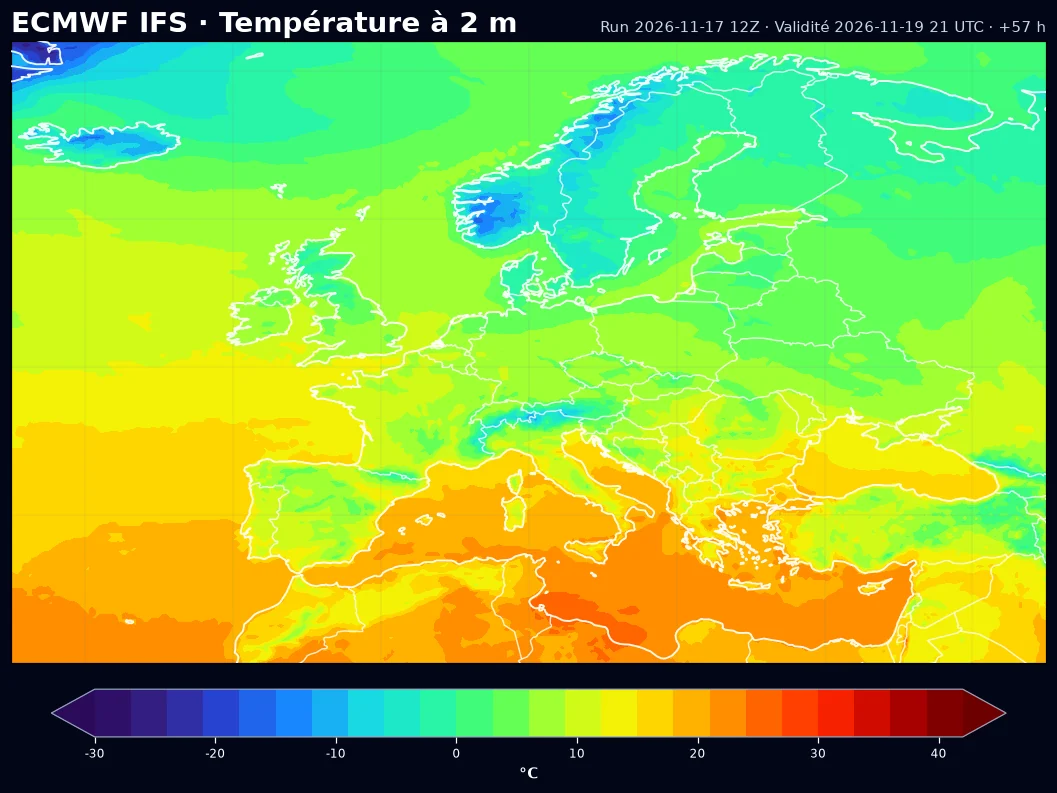 ECMWF IFS · Température à 2 m
Run 2026-11-17 12Z · Validité 2026-11-19 21 UTC · +57 h
-30 -20 -10 0 10 20 30 40
°C